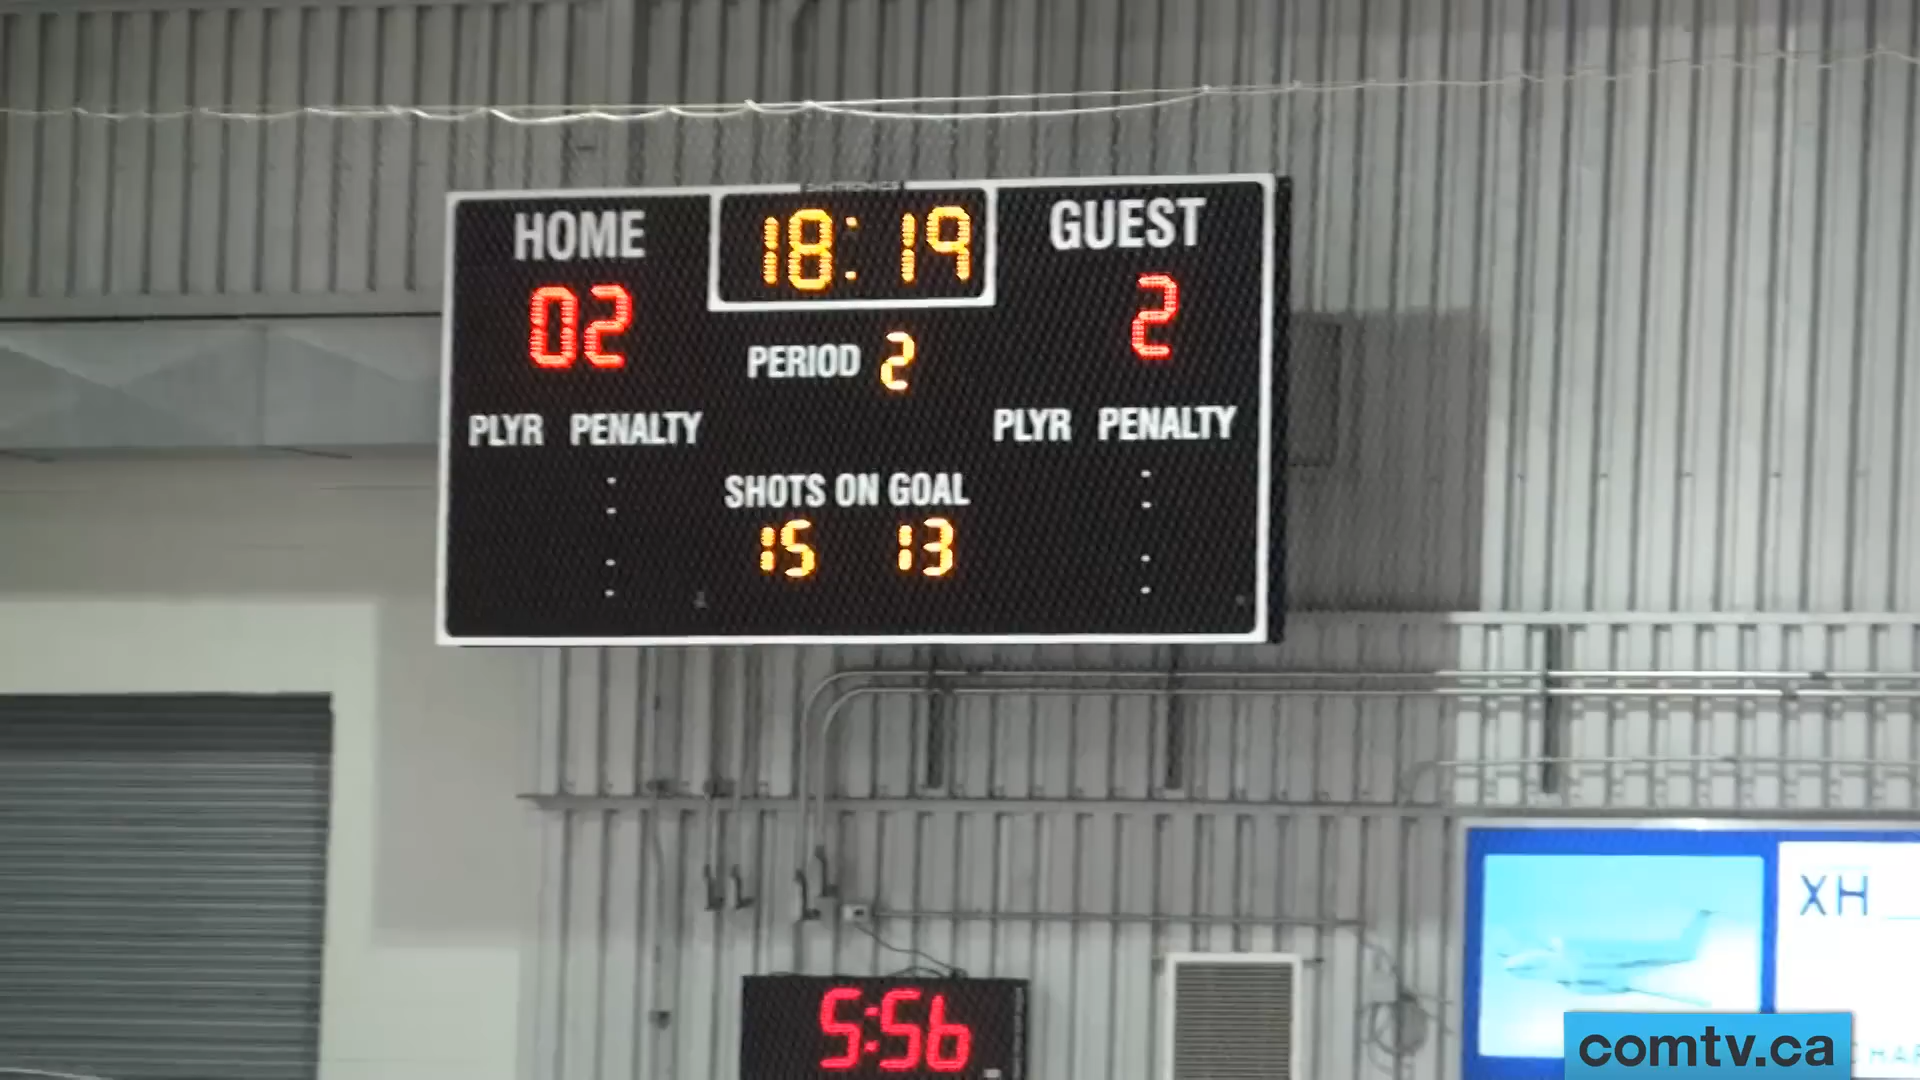 HOME 18:19 GUEST
02 2
PERIOD 2
PLYR PENALTY PLYR PENALTY
SHOTS ON GOAL
15 13
XH
5:56
comtv.ca